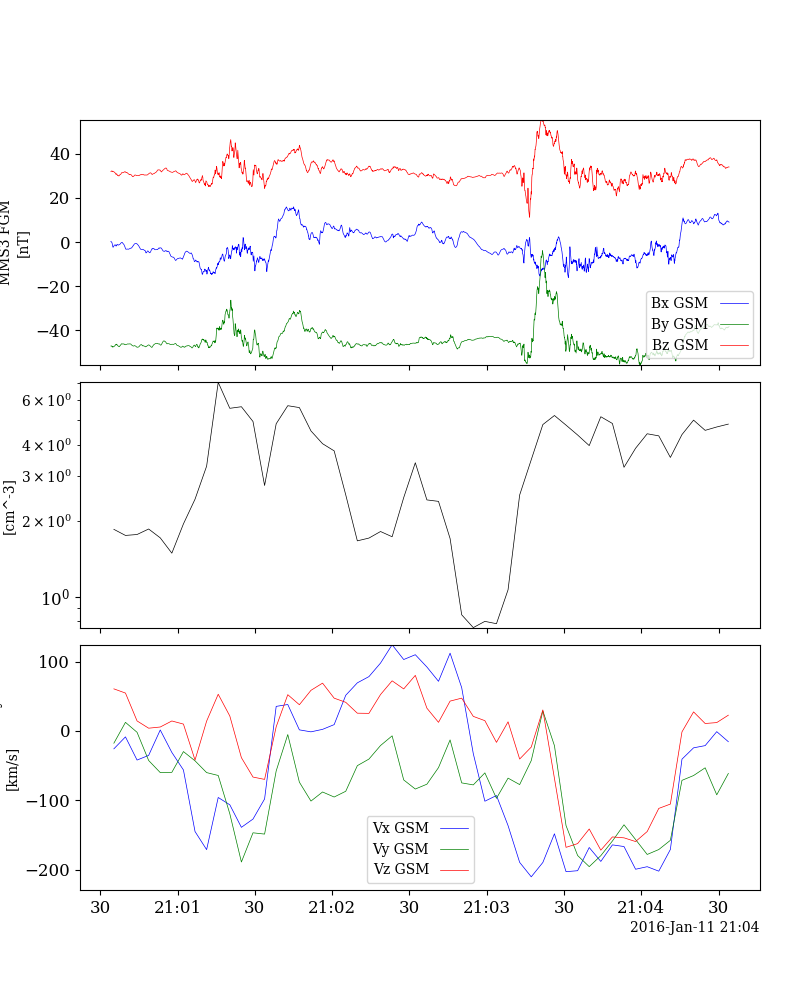 40
20
0
−20
−40
MMS3 FGM
[nT]
Bx GSM
By GSM
Bz GSM
6 × 10⁰
4 × 10⁰
3 × 10⁰
2 × 10⁰
10⁰
[cm^-3]
100
0
−100
−200
[km/s]
Vx GSM
Vy GSM
Vz GSM
30 21:01 30 21:02 30 21:03 30 21:04 30
2016-Jan-11 21:04